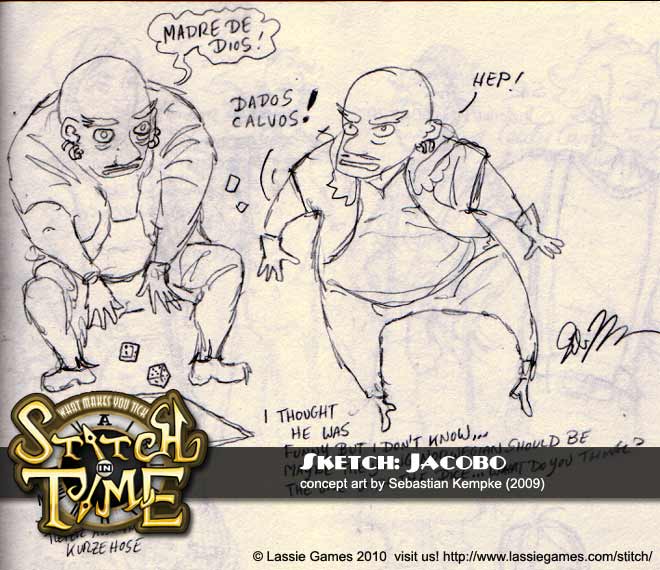 MADRE DE
DIOS!
HEP!
DADOS
CALVOS!
I THOUGHT
HE WAS
FUNNY BUT I DON'T KNOW...
SHOULD BE
THE DO YOU THINGE?
WHAT MAKES YOU TICK
A
STITCH
IN
TIME
SKETCH: JACOBO
concept art by Sebastian Kempke (2009)
KURZE HOSE
© Lassie Games 2010 visit us! http://www.lassiegames.com/stitch/